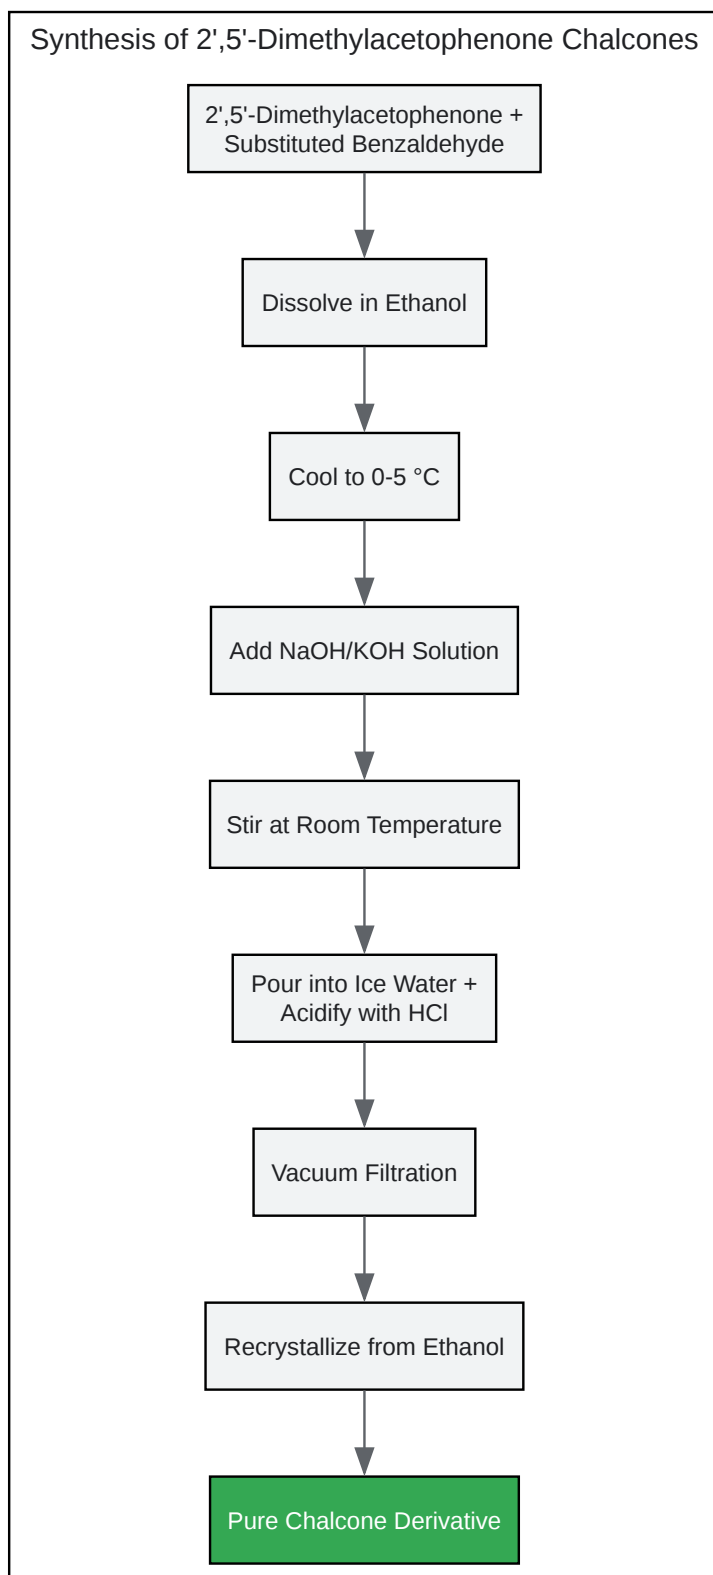 Synthesis of 2',5'-Dimethylacetophenone Chalcones
2',5'-Dimethylacetophenone +
Substituted Benzaldehyde
Dissolve in Ethanol
Cool to 0-5 °C
Add NaOH/KOH Solution
Stir at Room Temperature
Pour into Ice Water +
Acidify with HCl
Vacuum Filtration
Recrystallize from Ethanol
Pure Chalcone Derivative